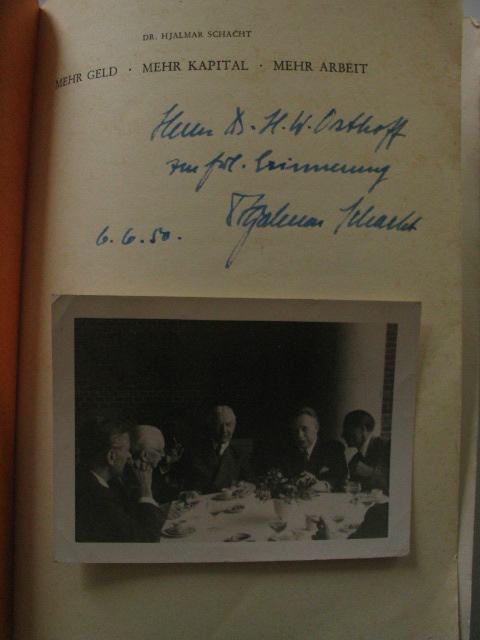 DR. HJALMAR SCHACHT
MEHR GELD · MEHR KAPITAL · MEHR ARBEIT
Herrn Dr. H. W. Osthoff
zur frdl. Erinnerung
Hjalmar Schacht
6. 6. 50.